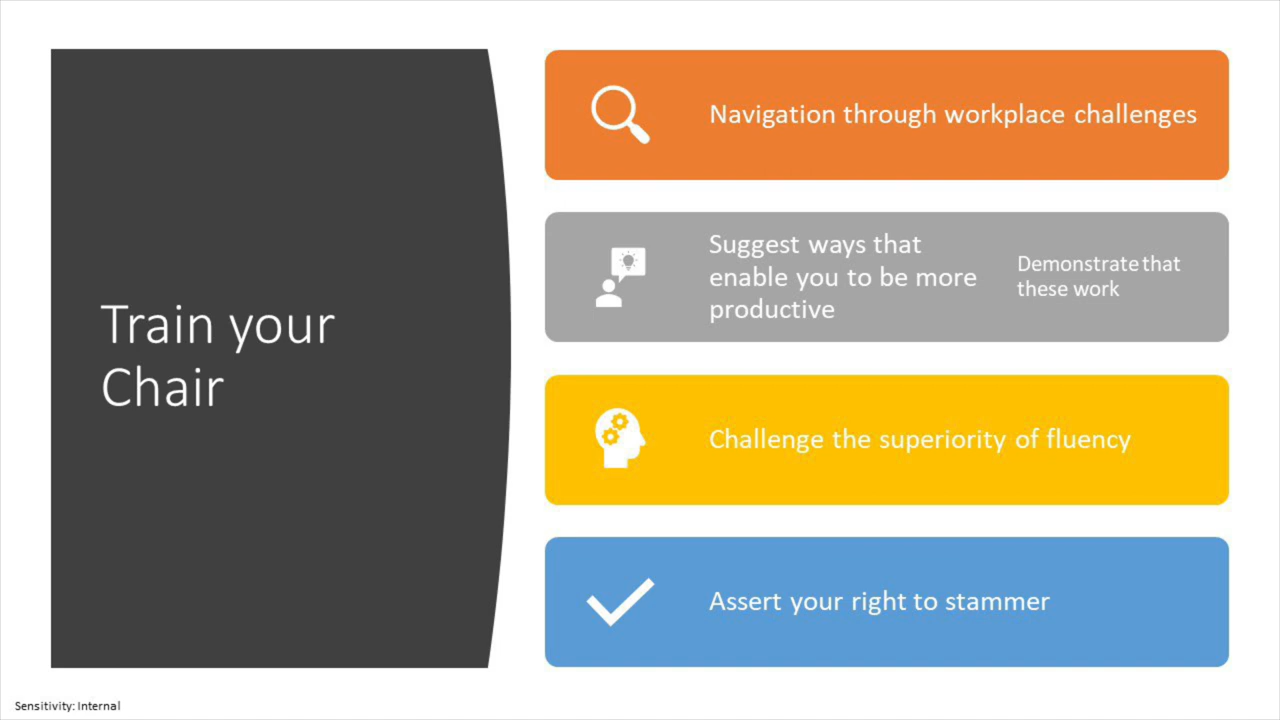 Train your
Chair
Navigation through workplace challenges
Suggest ways that
enable you to be more
productive
Demonstrate that
these work
Challenge the superiority of fluency
Assert your right to stammer
Sensitivity: Internal